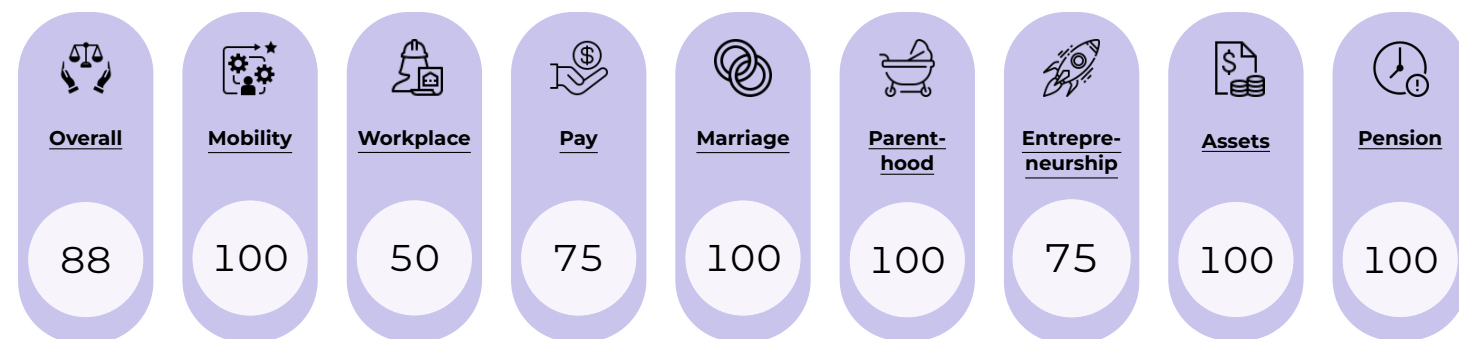 Overall
Mobility
Workplace
Pay
Marriage
Parent-
hood
Entrepre-
neurship
Assets
Pension
88
100
50
75
100
100
75
100
100